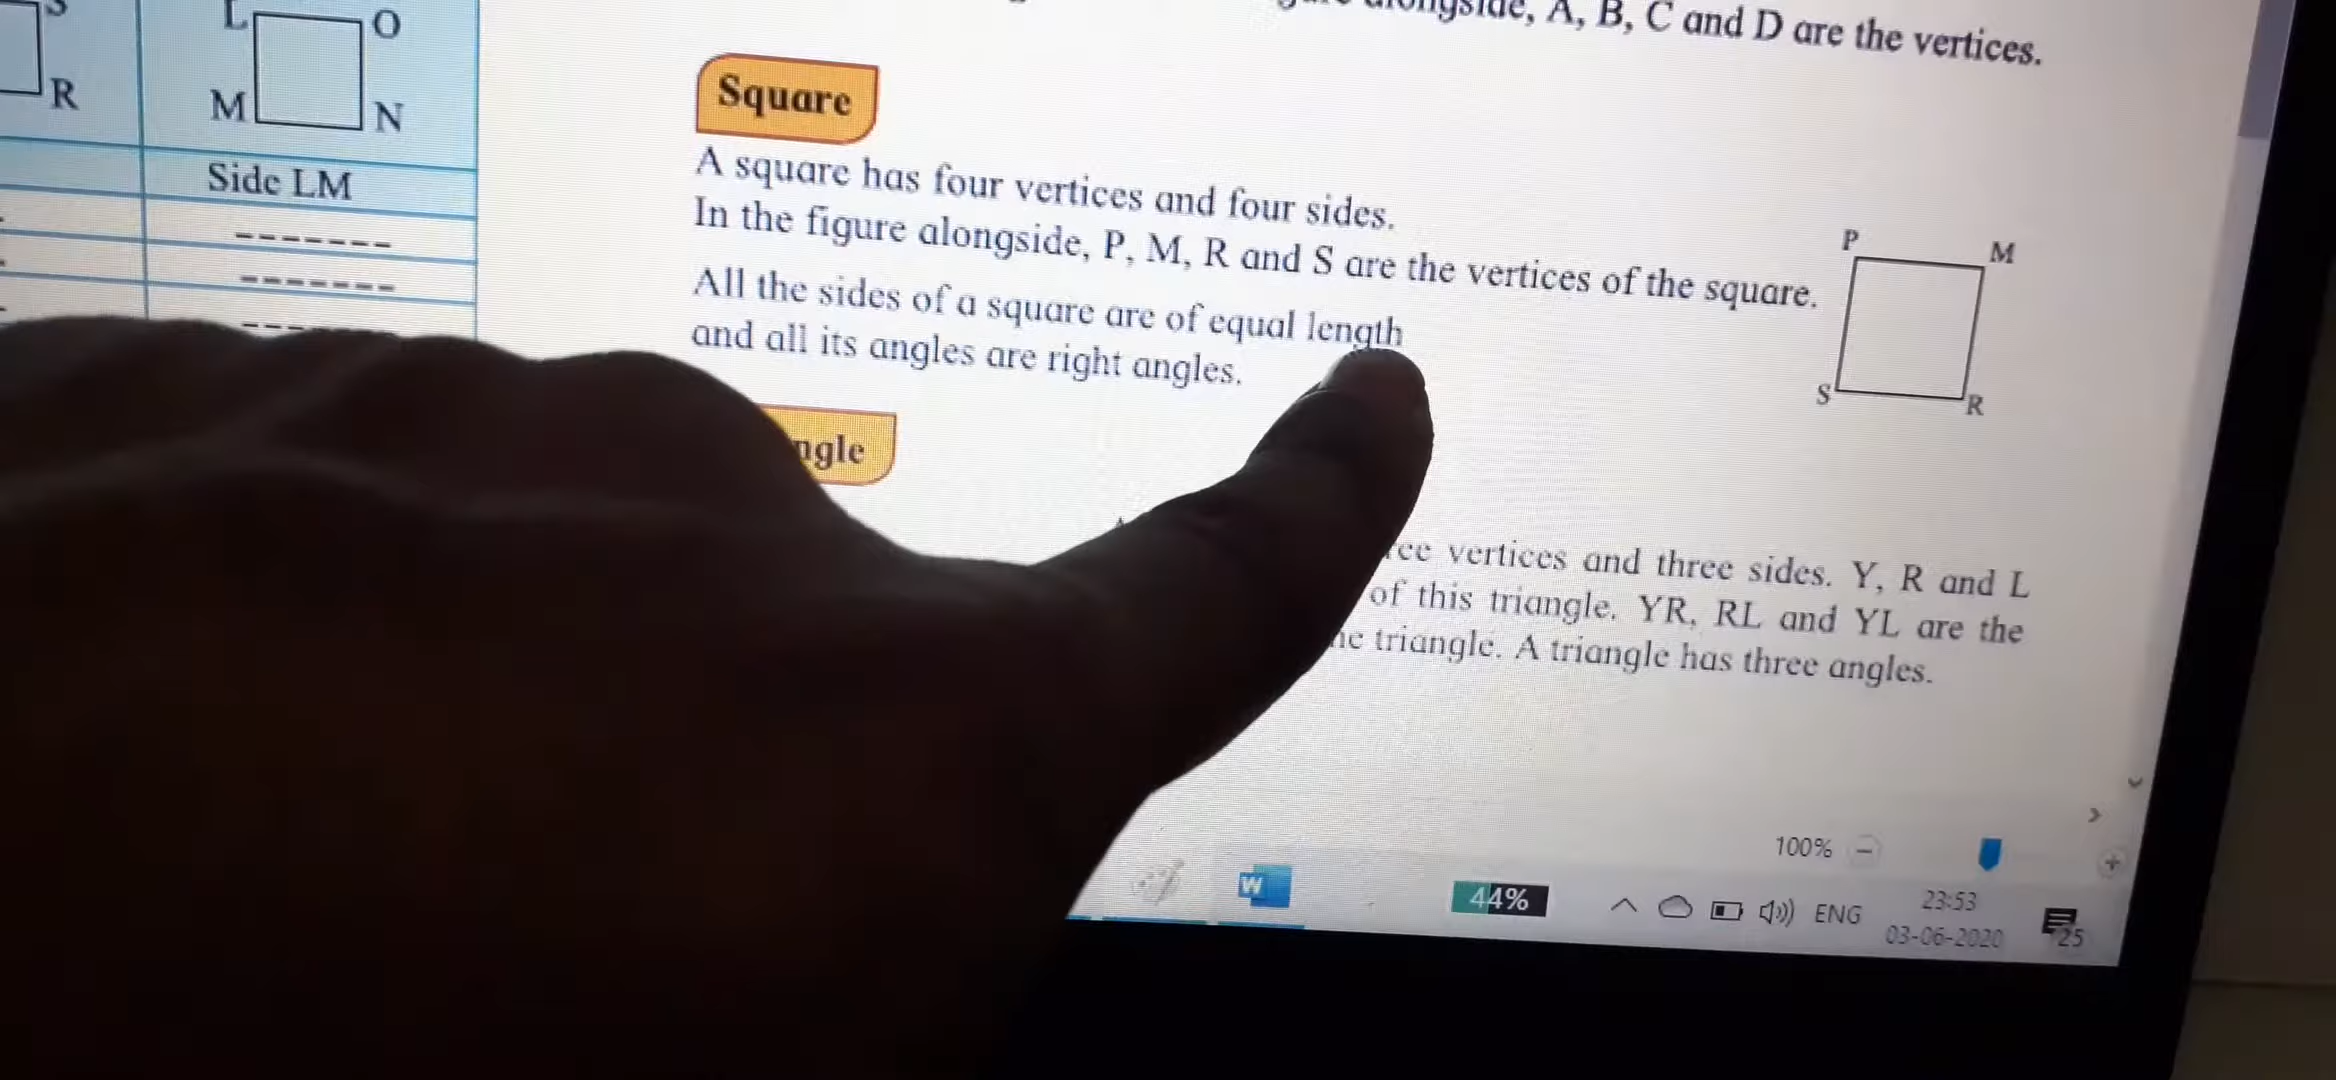 S
R
L
O
M
N
Side LM
alongside, A, B, C and D are the vertices.
Square
A square has four vertices and four sides.
In the figure alongside, P, M, R and S are the vertices of the square.
All the sides of a square are of equal length
and all its angles are right angles.
P
M
S
R
vertices and three sides. Y, R and L
of this triangle. YR, RL and YL are the
triangle. A triangle has three angles.
100%
W
44%
ENG
23:53
03-06-2020
25